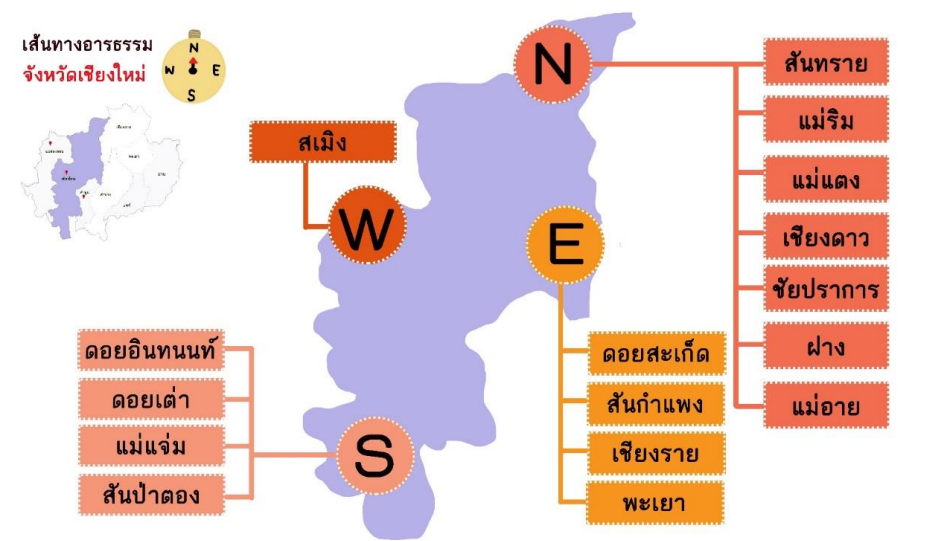 เส้นทางอารธรรม
จังหวัดเชียงใหม่
N
W
E
S
N
สันทราย
แม่ริม
แม่แตง
เชียงดาว
ชัยปราการ
ฝาง
แม่อาย
สเมิง
W
E
ดอยสะเก็ด
สันกำแพง
เชียงราย
พะเยา
ดอยอินทนนท์
ดอยเต่า
แม่แจ่ม
สันป่าตอง
S